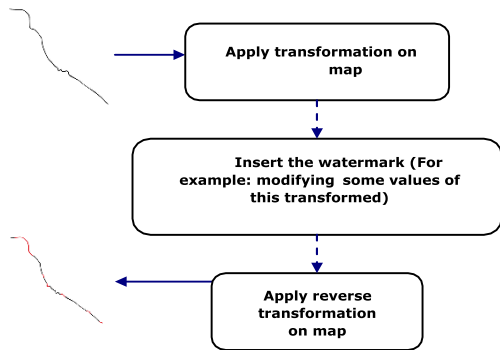 Apply transformation on
map
Insert the watermark (For
example: modifying some values of
this transformed)
Apply reverse
transformation
on map